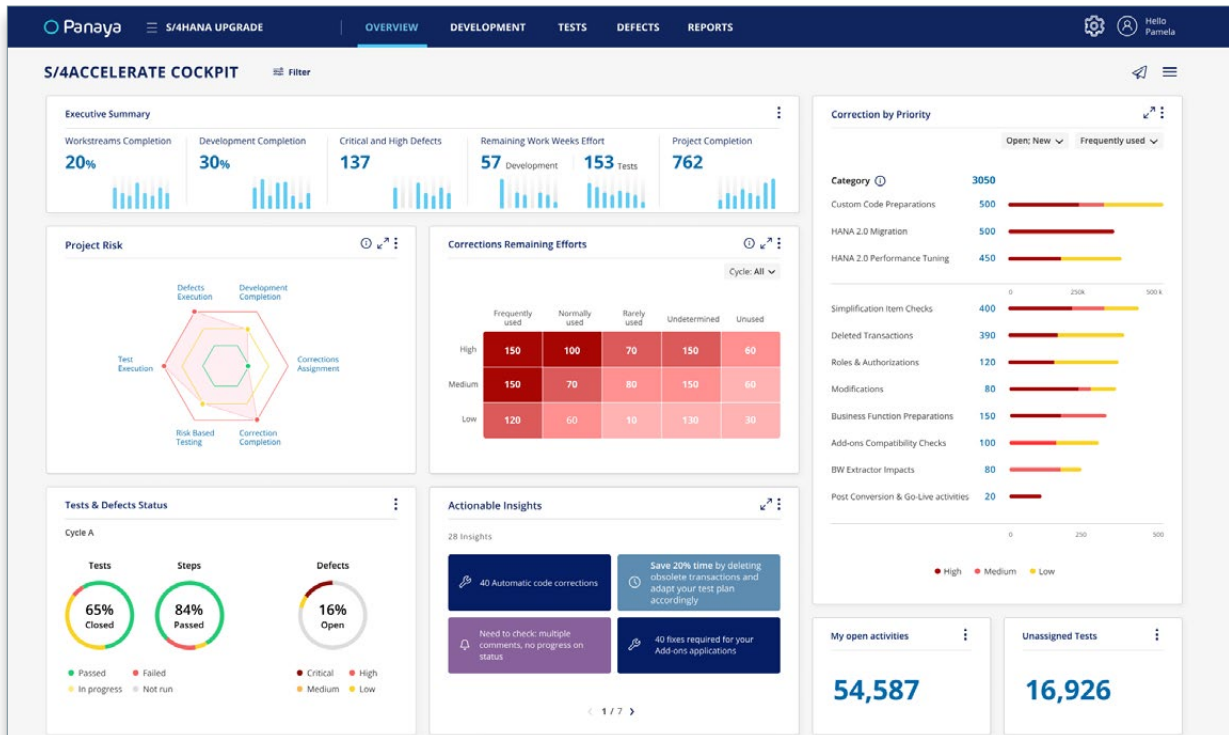 Panaya
S/4HANA UPGRADE
OVERVIEW
DEVELOPMENT
TESTS
DEFECTS
REPORTS
Hello
Pamela
S/4ACCELERATE COCKPIT
Filter
Executive Summary
Workstreams Completion
20%
Development Completion
30%
Critical and High Defects
137
Remaining Work Weeks Effort
57 Development
153 Tests
Project Completion
762
Project Risk
Defects
Execution
Development
Completion
Test
Execution
Corrections
Assignment
Risk Based
Testing
Correction
Completion
Corrections Remaining Efforts
Cycle: All
Frequently
used
Normally
used
Rarely
used
Undetermined
Unused
High 150 100 70 150 60
Medium 150 70 80 150 60
Low 120 60 10 130 30
Correction by Priority
Open; New
Frequently used
Category 3050
Custom Code Preparations 500
HANA 2.0 Migration 500
HANA 2.0 Performance Tuning 450
0 250k 500 k
Simplification Item Checks 400
Deleted Transactions 390
Roles & Authorizations 120
Modifications 80
Business Function Preparations 150
Add-ons Compatibility Checks 100
BW Extractor Impacts 80
Post Conversion & Go-Live activities 20
0 250 500
High Medium Low
Tests & Defects Status
Cycle A
Tests
65%
Closed
Steps
84%
Passed
Defects
16%
Open
Passed Failed
In progress Not run
Critical High
Medium Low
Actionable Insights
28 Insights
40 Automatic code corrections
Save 20% time by deleting
obsolete transactions and
adapt your test plan
accordingly
Need to check: multiple
comments, no progress on
status
40 fixes required for your
Add-ons applications
1 / 7
My open activities
54,587
Unassigned Tests
16,926